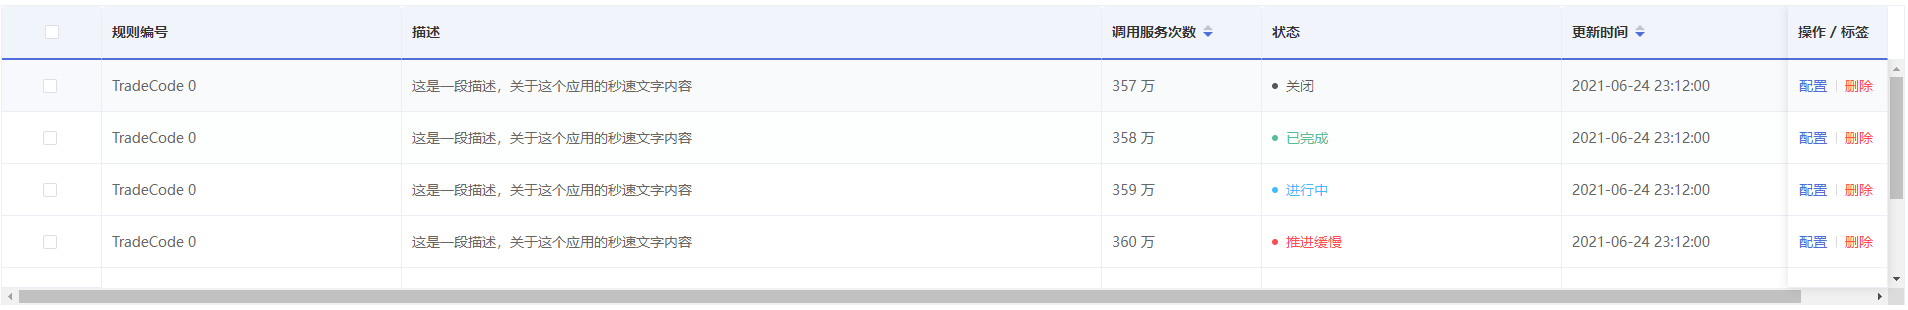 规则编号 描述 调用服务次数 状态 更新时间 操作 / 标签
TradeCode 0 这是一段描述，关于这个应用的秒速文字内容 357 万 关闭 2021-06-24 23:12:00 配置 删除
TradeCode 0 这是一段描述，关于这个应用的秒速文字内容 358 万 已完成 2021-06-24 23:12:00 配置 删除
TradeCode 0 这是一段描述，关于这个应用的秒速文字内容 359 万 进行中 2021-06-24 23:12:00 配置 删除
TradeCode 0 这是一段描述，关于这个应用的秒速文字内容 360 万 推进缓慢 2021-06-24 23:12:00 配置 删除